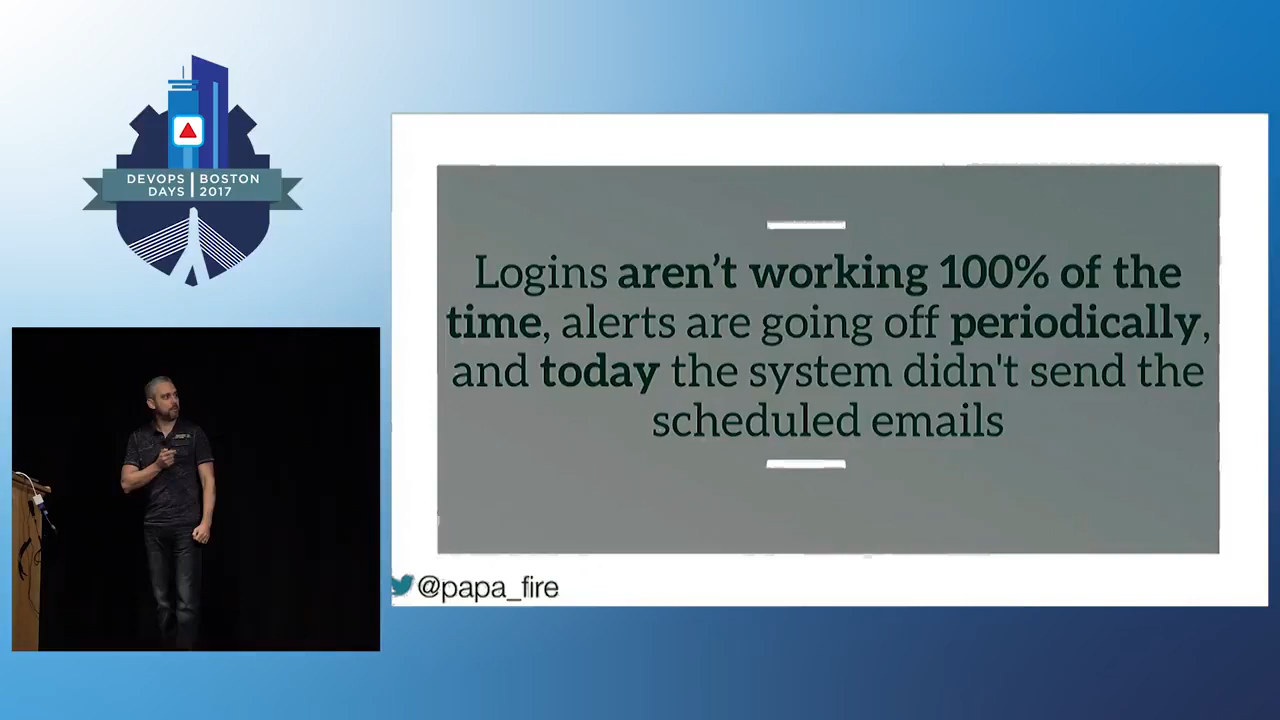 DEVOPS BOSTON
DAYS 2017
Logins aren’t working 100% of the
time, alerts are going off periodically,
and today the system didn't send the
scheduled emails
@papa_fire